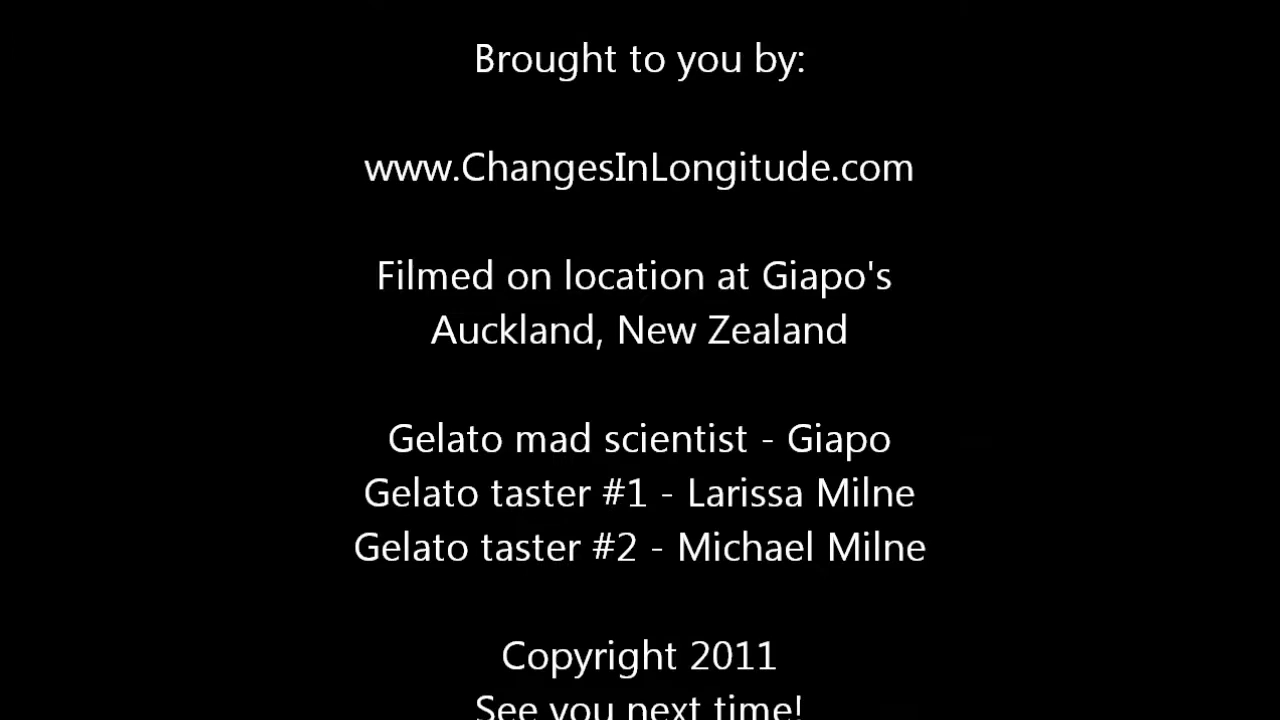 Brought to you by:
www.ChangesInLongitude.com
Filmed on location at Giapo's
Auckland, New Zealand
Gelato mad scientist - Giapo
Gelato taster #1 - Larissa Milne
Gelato taster #2 - Michael Milne
Copyright 2011
See you next time!